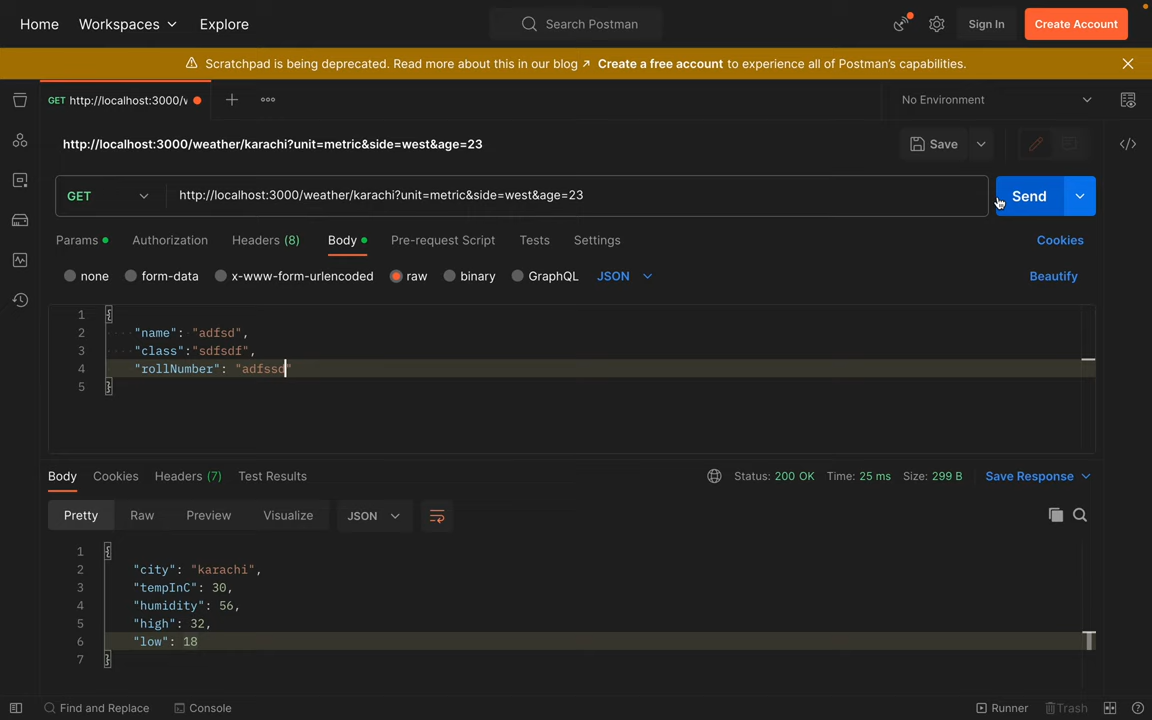 Home Workspaces Explore Search Postman Sign In Create Account
Scratchpad is being deprecated. Read more about this in our blog ↗ Create a free account to experience all of Postman's capabilities.
GET http://localhost:3000/v No Environment
http://localhost:3000/weather/karachi?unit=metric&side=west&age=23 Save
GET http://localhost:3000/weather/karachi?unit=metric&side=west&age=23 Send
Params Authorization Headers (8) Body Pre-request Script Tests Settings Cookies
none form-data x-www-form-urlencoded raw binary GraphQL JSON Beautify
1 {
2 "name": "adfsd",
3 "class":"sdfsdf",
4 "rollNumber": "adfssd"
5 }
Body Cookies Headers (7) Test Results Status: 200 OK Time: 25 ms Size: 299 B Save Response
Pretty Raw Preview Visualize JSON
1 {
2 "city": "karachi",
3 "tempInC": 30,
4 "humidity": 56,
5 "high": 32,
6 "low": 18
7 }
Find and Replace Console Runner Trash